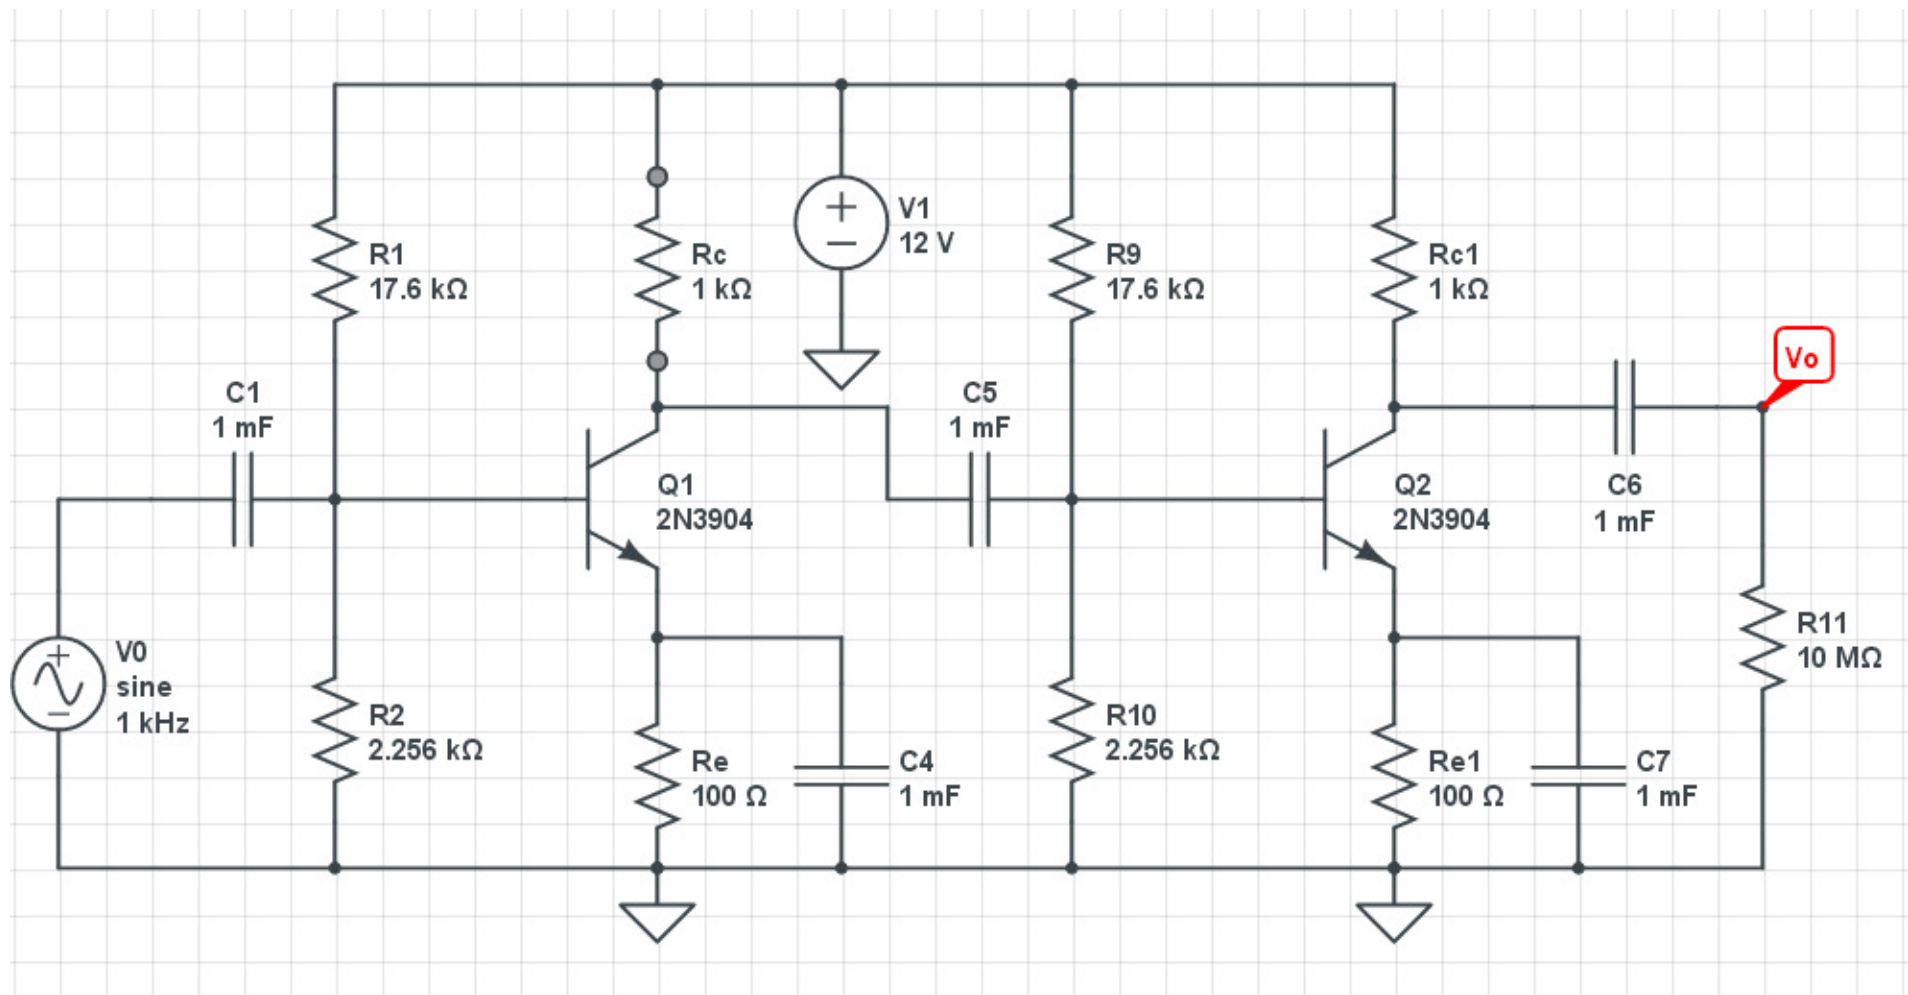 V1
12 V
R1
17.6 kΩ
Rc
1 kΩ
R9
17.6 kΩ
Rc1
1 kΩ
Vo
C1
1 mF
C5
1 mF
Q1
2N3904
Q2
2N3904
C6
1 mF
V0
sine
1 kHz
R11
10 MΩ
R2
2.256 kΩ
R10
2.256 kΩ
Re
100 Ω
C4
1 mF
Re1
100 Ω
C7
1 mF